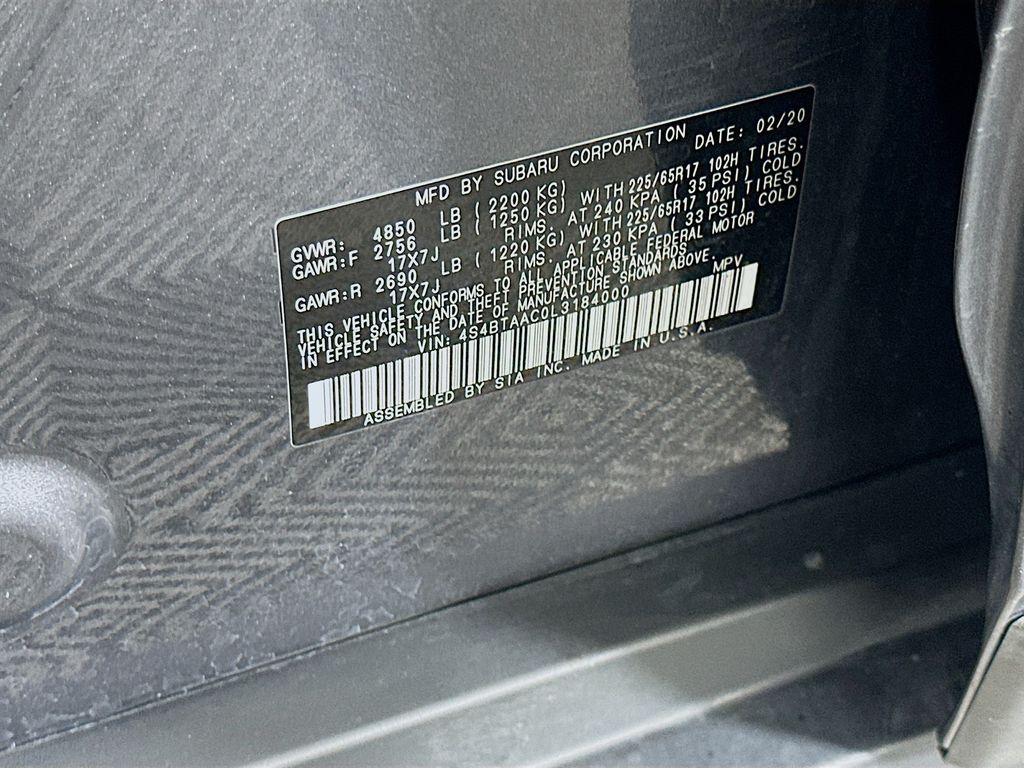 MFD BY SUBARU CORPORATION DATE: 02/20
GVWR: 4850 LB ( 2200 KG)
GAWR:F 2756 LB ( 1250 KG) WITH 225/65R17 102H TIRES.
17X7J RIMS. AT 240 KPA ( 35 PSI) COLD
GAWR:R 2690 LB ( 1220 KG) WITH 225/65R17 102H TIRES.
17X7J RIMS. AT 230 KPA ( 33 PSI) COLD
THIS VEHICLE CONFORMS TO ALL APPLICABLE FEDERAL MOTOR
VEHICLE SAFETY AND THEFT PREVENTION STANDARDS
IN EFFECT ON THE DATE OF MANUFACTURE SHOWN ABOVE.
VIN: 4S4BTAAC0L3184000 MPV
ASSEMBLED BY SIA INC. MADE IN U.S.A.